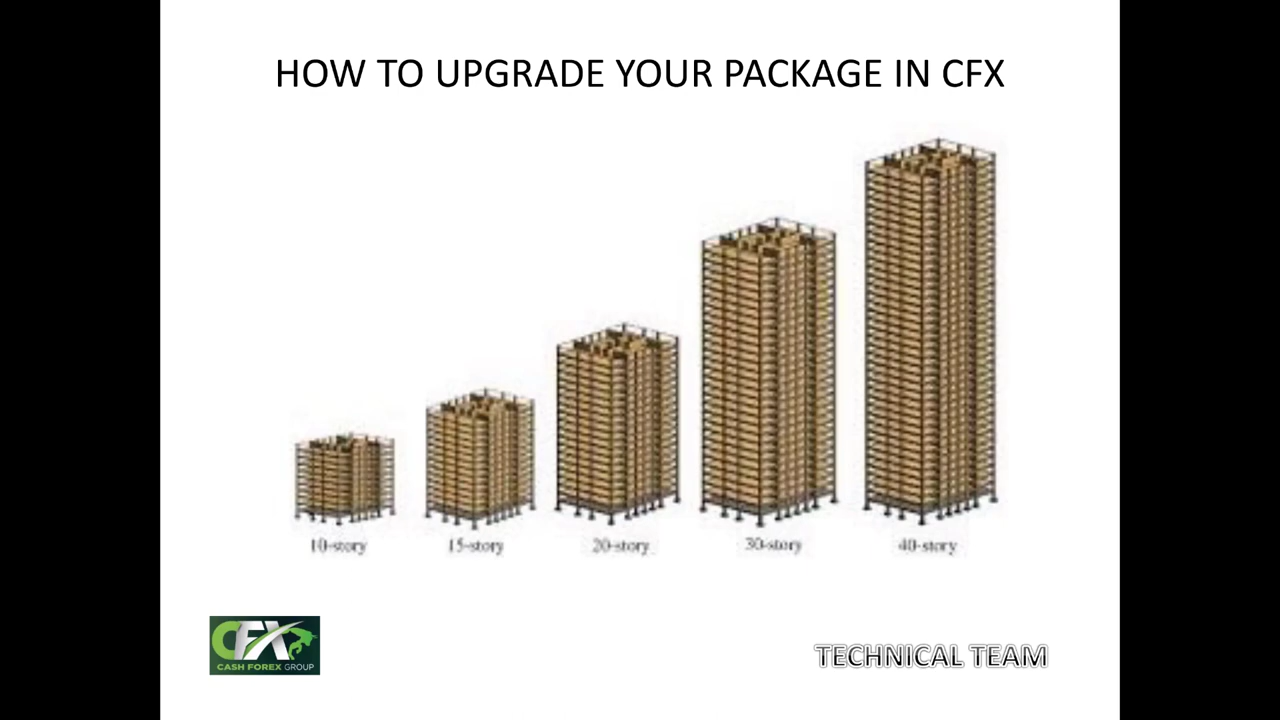 HOW TO UPGRADE YOUR PACKAGE IN CFX
10-story 15-story 20-story 30-story 40-story
CFX
CASH FOREX GROUP
TECHNICAL TEAM